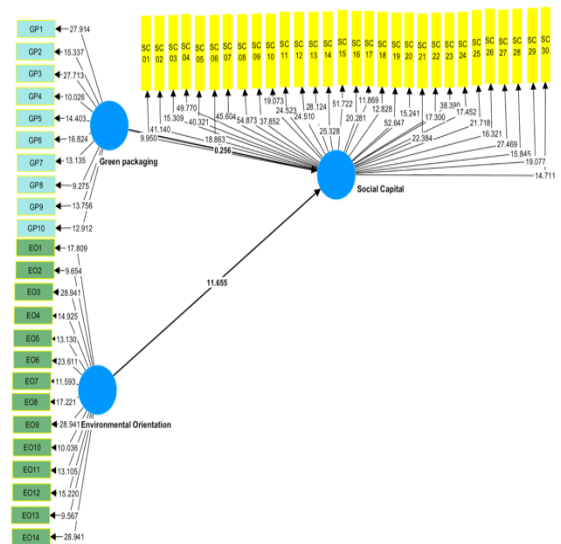 SC 01
SC 02
SC 03
SC 04
SC 05
SC 06
SC 07
SC 08
SC 09
SC 10
SC 11
SC 12
SC 13
SC 14
SC 15
SC 16
SC 17
SC 18
SC 19
SC 20
SC 21
SC 22
SC 23
SC 24
SC 25
SC 26
SC 27
SC 28
SC 29
SC 30
GP1
27.914
GP2
15.337
GP3
27.713
GP4
10.026
GP5
14.403
GP6
16.824
GP7
13.135
GP8
9.275
GP9
13.756
GP10
12.912
Green packaging
9.950
41.140
15.309
49.770
40.321
18.863
45.604
54.873
37.852
19.073
24.523
24.510
28.124
25.328
51.722
20.281
11.869
12.828
52.647
15.241
22.384
17.300
38.390
17.452
21.718
16.321
27.469
15.845
19.077
14.711
0.256
Social Capital
11.655
EO1
17.809
EO2
9.654
EO3
28.941
EO4
14.925
EO5
13.130
EO6
23.611
EO7
11.593
EO8
17.221
EO9
28.941
Environmental Orientation
EO10
10.036
EO11
13.105
EO12
15.220
EO13
9.567
EO14
28.941